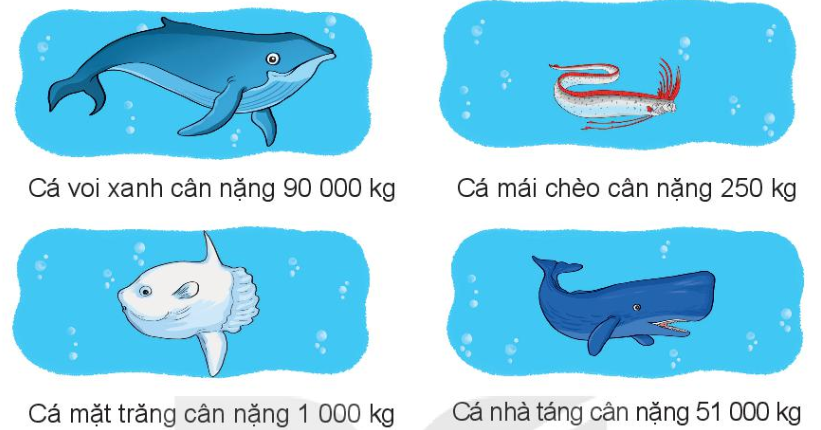 Cá voi xanh cân nặng 90 000 kg
Cá mái chèo cân nặng 250 kg
Cá mặt trăng cân nặng 1 000 kg
Cá nhà táng cân nặng 51 000 kg